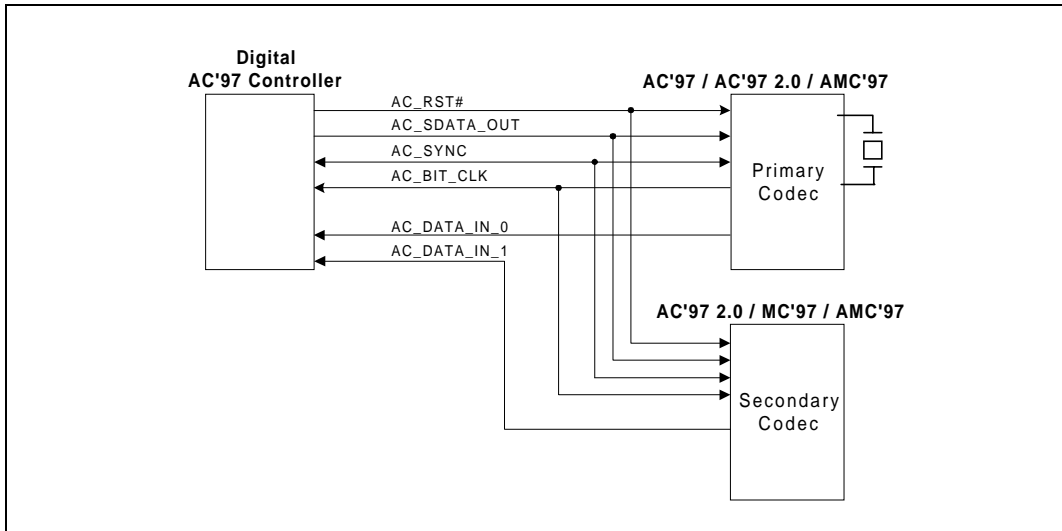 Digital
AC'97 Controller
AC'97 / AC'97 2.0 / AMC'97
AC_RST#
AC_SDATA_OUT
AC_SYNC
AC_BIT_CLK
AC_DATA_IN_0
AC_DATA_IN_1
Primary
Codec
AC'97 2.0 / MC'97 / AMC'97
Secondary
Codec